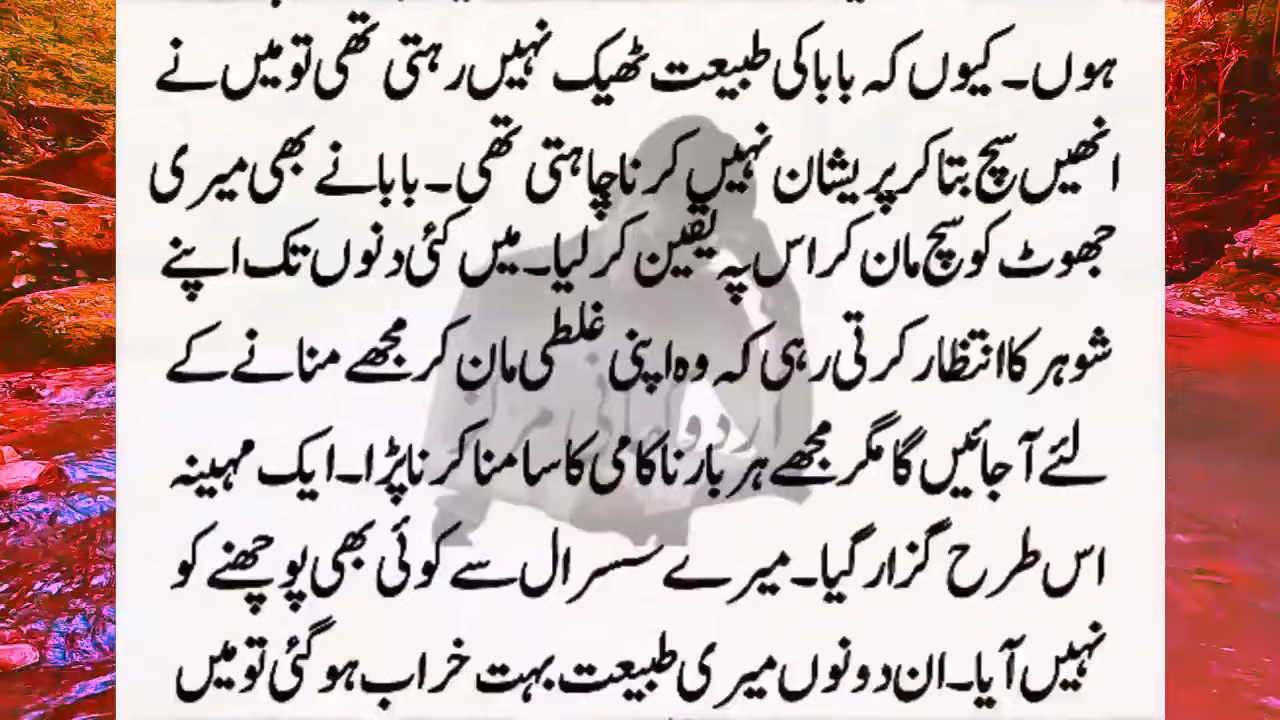 ہوں۔ کیوں کہ بابا کی طبیعت ٹھیک نہیں رہتی تھی تو میں نے
انھیں سچ بتا کر پریشان نہیں کرنا چاہتی تھی۔ بابا نے بھی میری
جھوٹ کو سچ مان کر اس پہ یقین کر لیا۔ میں کئی دنوں تک اپنے
شوہر کا انتظار کرتی رہی کہ وہ اپنی غلطی مان کر مجھے منانے کے
لئے آ جائیں گا مگر مجھے ہر بار ناکامی کا سامنا کرنا پڑا۔ ایک مہینہ
اس طرح گزار گیا۔ میرے سسرال سے کوئی بھی پوچھنے کو
نہیں آیا۔ ان دونوں میری طبیعت بہت خراب ہو گئی تو میں